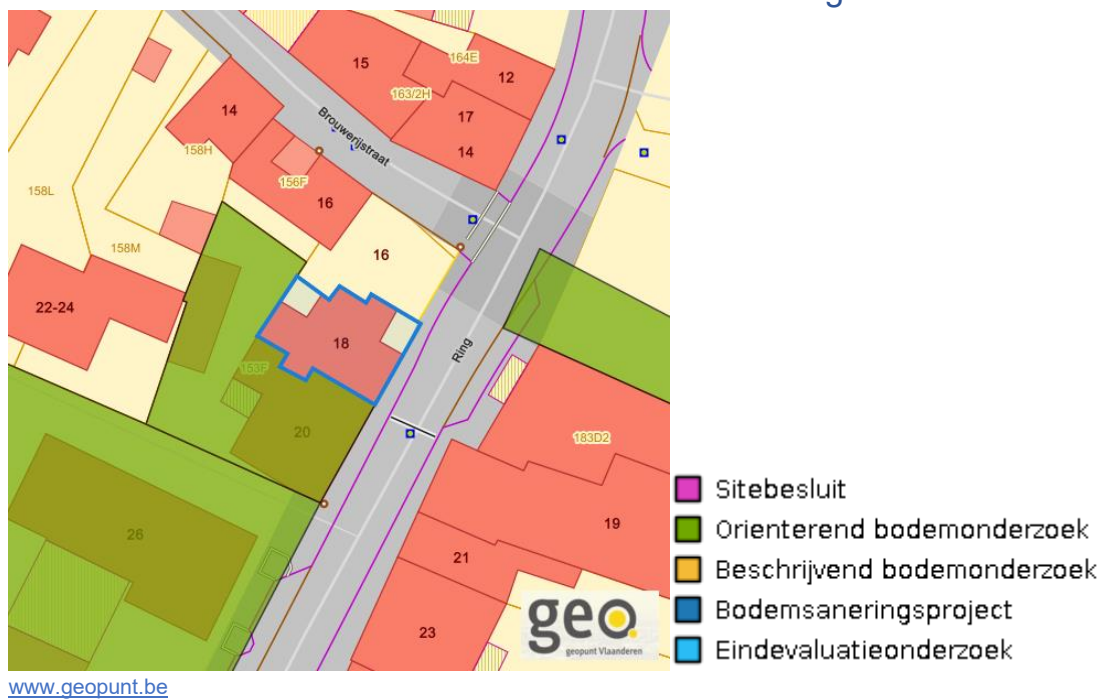 15
164E
12
163/2H
17
14
Brouwerijstraat
14
158H
156F
16
158L
158M
16
22-24
18
Ring
153F
20
183D2
26
19
21
23
geo
geopunt Vlaanderen
Sitebesluit
Orienterend bodemonderzoek
Beschrijvend bodemonderzoek
Bodemsaneringsproject
Eindevaluatieonderzoek
www.geopunt.be